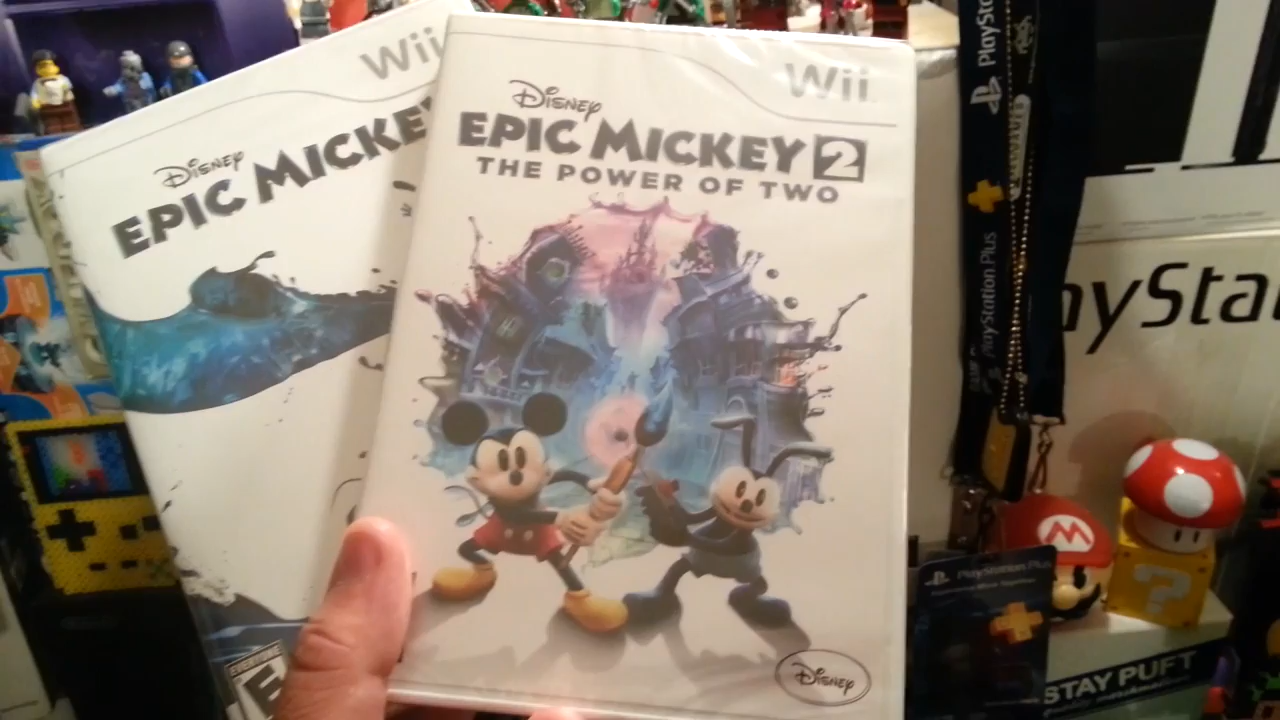 Wii
DISNEY
EPIC MICKEY
EVERYONE
E
Wii
DISNEY
EPIC MICKEY 2
THE POWER OF TWO
DISNEY
PlayStation
PlayStation.Plus
ayStat
M
?
PlayStation Plus
STAY PUFT